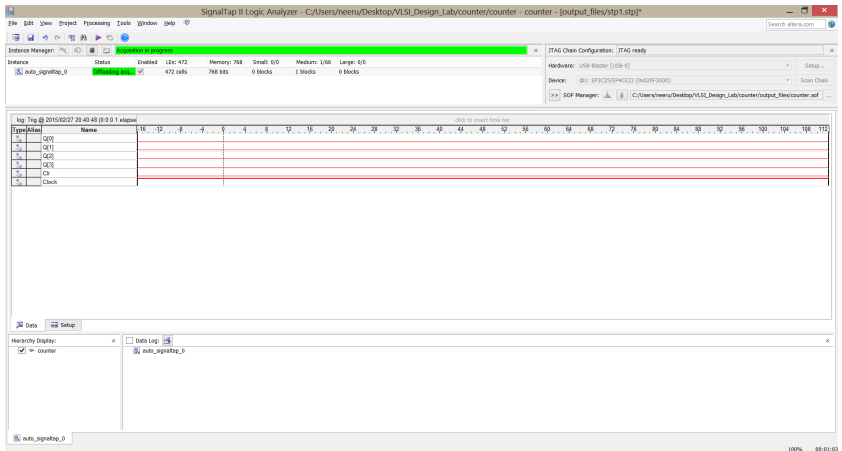 SignalTap II Logic Analyzer - C:/Users/neeru/Desktop/VLSI_Design_Lab/counter/counter - counter - [output_files/stp1.stp]*
File Edit View Project Processing Tools Window Help
Search altera.com
Instance Manager: Acquisition in progress
JTAG Chain Configuration: JTAG ready
Instance Status Enabled LEs: 472 Memory: 768 Small: 0/0 Medium: 1/66 Large: 0/0
auto_signaltap_0 Offloading acq... 472 cells 768 bits 0 blocks 1 blocks 0 blocks
Hardware: USB-Blaster [USB-0] Setup...
Device: @1: EP3C25/EP4CE22 (0x020F30DD) Scan Chain
>> SOF Manager: C:/Users/neeru/Desktop/VLSI_Design_Lab/counter/output_files/counter.sof ...
log: Trig @ 2015/02/27 20:40:48 (0:0:0.1 elapse click to insert time bar
Type Alias Name -16 -12 -8 -4 0 4 8 12 16 20 24 28 32 36 40 44 48 52 56 60 64 68 72 76 80 84 88 92 96 100 104 108 112
Q[0]
Q[1]
Q[2]
Q[3]
Clr
Clock
Data Setup
Hierarchy Display:
Data Log:
counter
auto_signaltap_0
auto_signaltap_0
100% 00:01:03